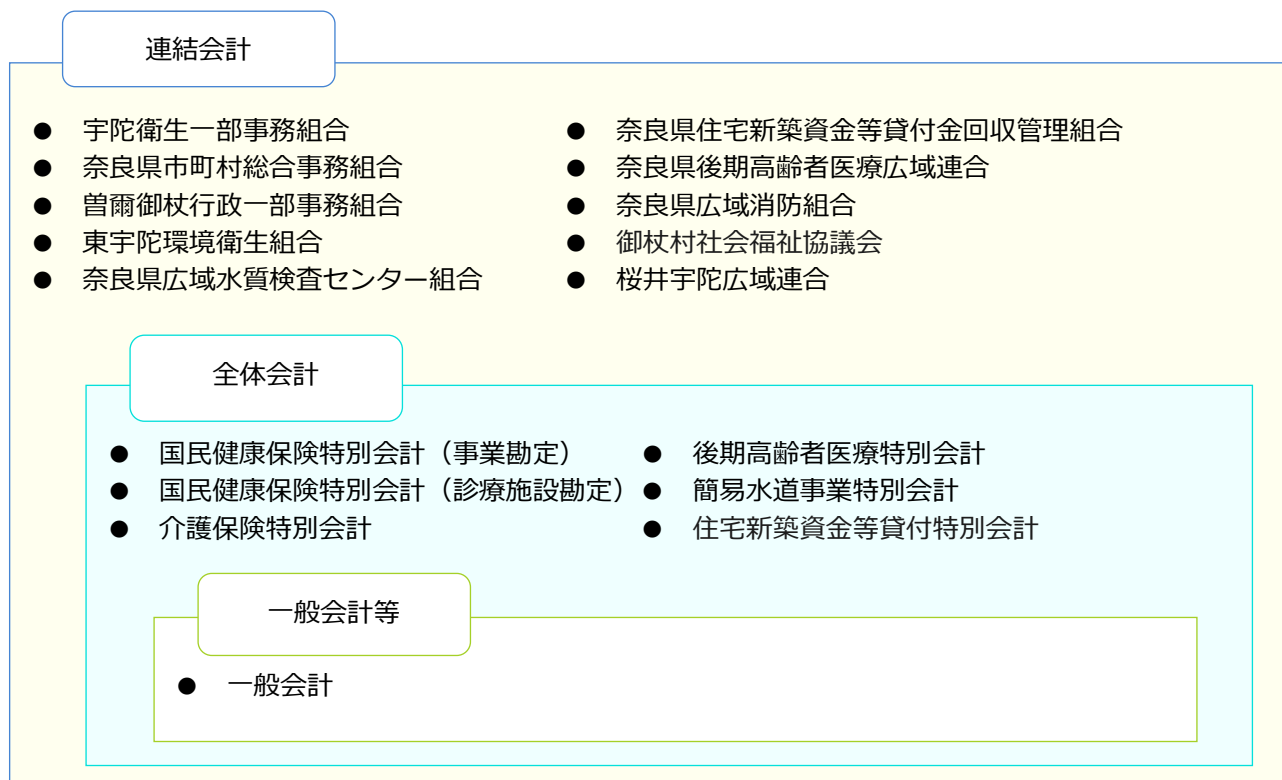 連結会計
● 宇陀衛生一部事務組合
● 奈良県市町村総合事務組合
● 曽爾御杖行政一部事務組合
● 東宇陀環境衛生組合
● 奈良県広域水質検査センター組合
● 奈良県住宅新築資金等貸付金回収管理組合
● 奈良県後期高齢者医療広域連合
● 奈良県広域消防組合
● 御杖村社会福祉協議会
● 桜井宇陀広域連合
全体会計
● 国民健康保険特別会計（事業勘定）
● 国民健康保険特別会計（診療施設勘定）
● 介護保険特別会計
● 後期高齢者医療特別会計
● 簡易水道事業特別会計
● 住宅新築資金等貸付特別会計
一般会計等
● 一般会計